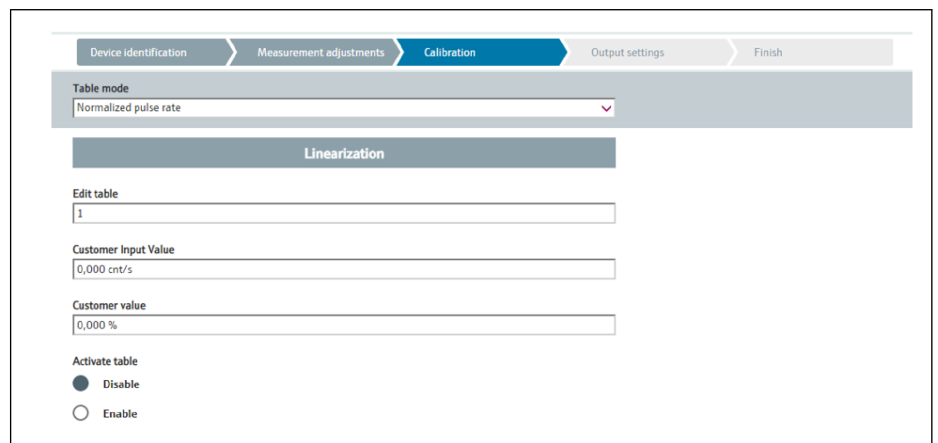 Device identification
Measurement adjustments
Calibration
Output settings
Finish
Table mode
Normalized pulse rate
Linearization
Edit table
1
Customer Input Value
0,000 cnt/s
Customer value
0,000 %
Activate table
Disable
Enable